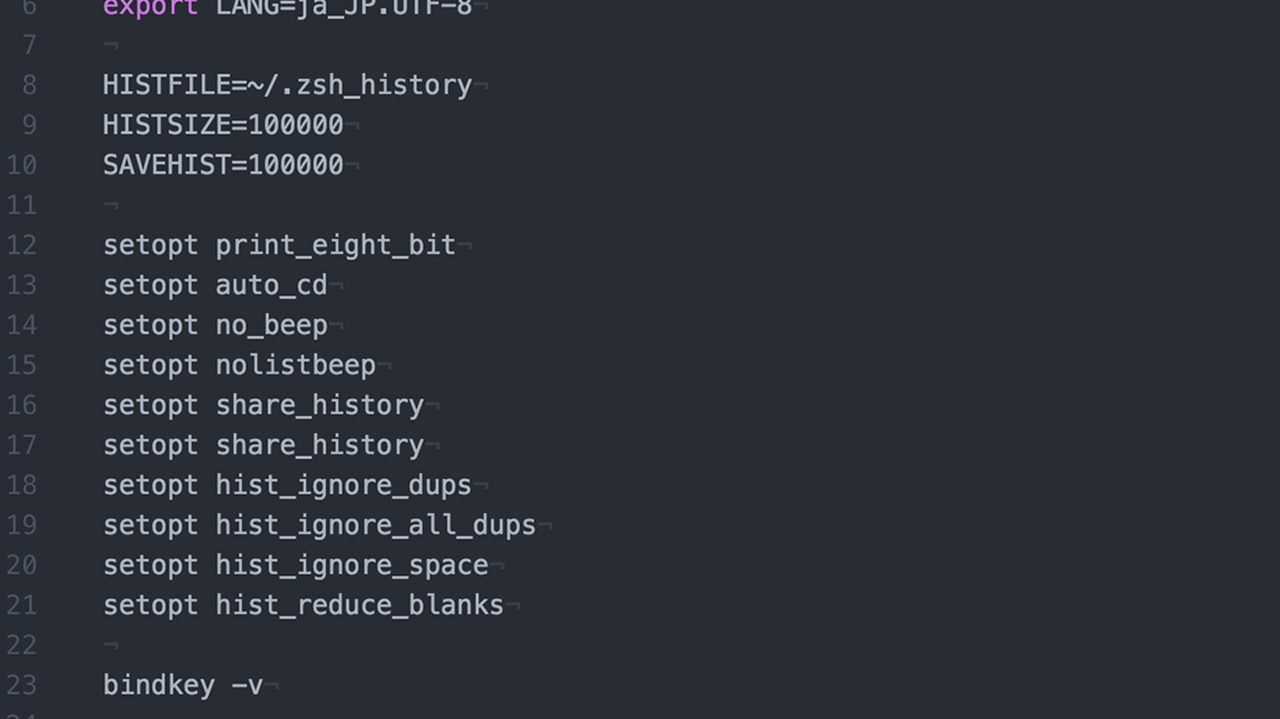 6 export LANG=ja_JP.UTF-8¬
7 ¬
8 HISTFILE=~/.zsh_history¬
9 HISTSIZE=100000¬
10 SAVEHIST=100000¬
11 ¬
12 setopt print_eight_bit¬
13 setopt auto_cd¬
14 setopt no_beep¬
15 setopt nolistbeep¬
16 setopt share_history¬
17 setopt share_history¬
18 setopt hist_ignore_dups¬
19 setopt hist_ignore_all_dups¬
20 setopt hist_ignore_space¬
21 setopt hist_reduce_blanks¬
22 ¬
23 bindkey -v¬